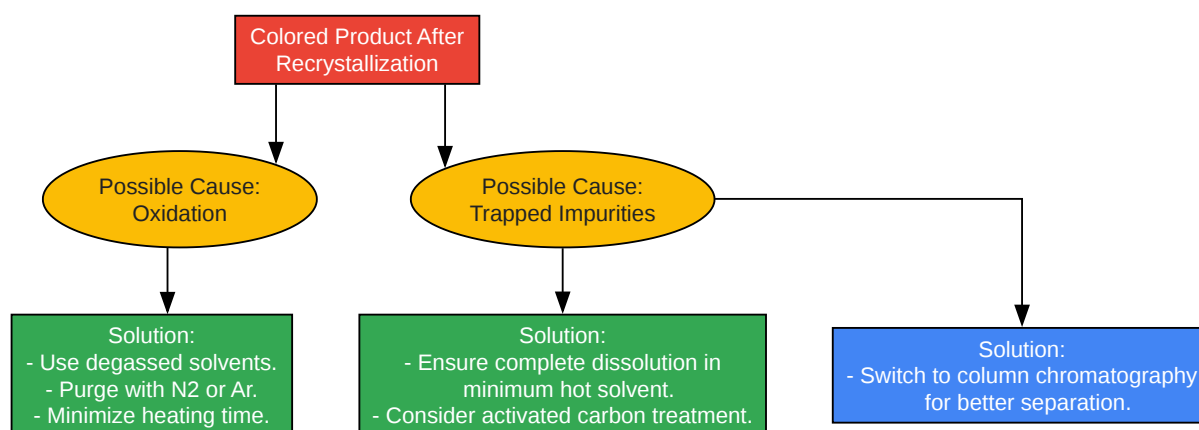 Colored Product After
Recrystallization
Possible Cause:
Oxidation
Possible Cause:
Trapped Impurities
Solution:
- Use degassed solvents.
- Purge with N2 or Ar.
- Minimize heating time.
Solution:
- Ensure complete dissolution in
minimum hot solvent.
- Consider activated carbon treatment.
Solution:
- Switch to column chromatography
for better separation.